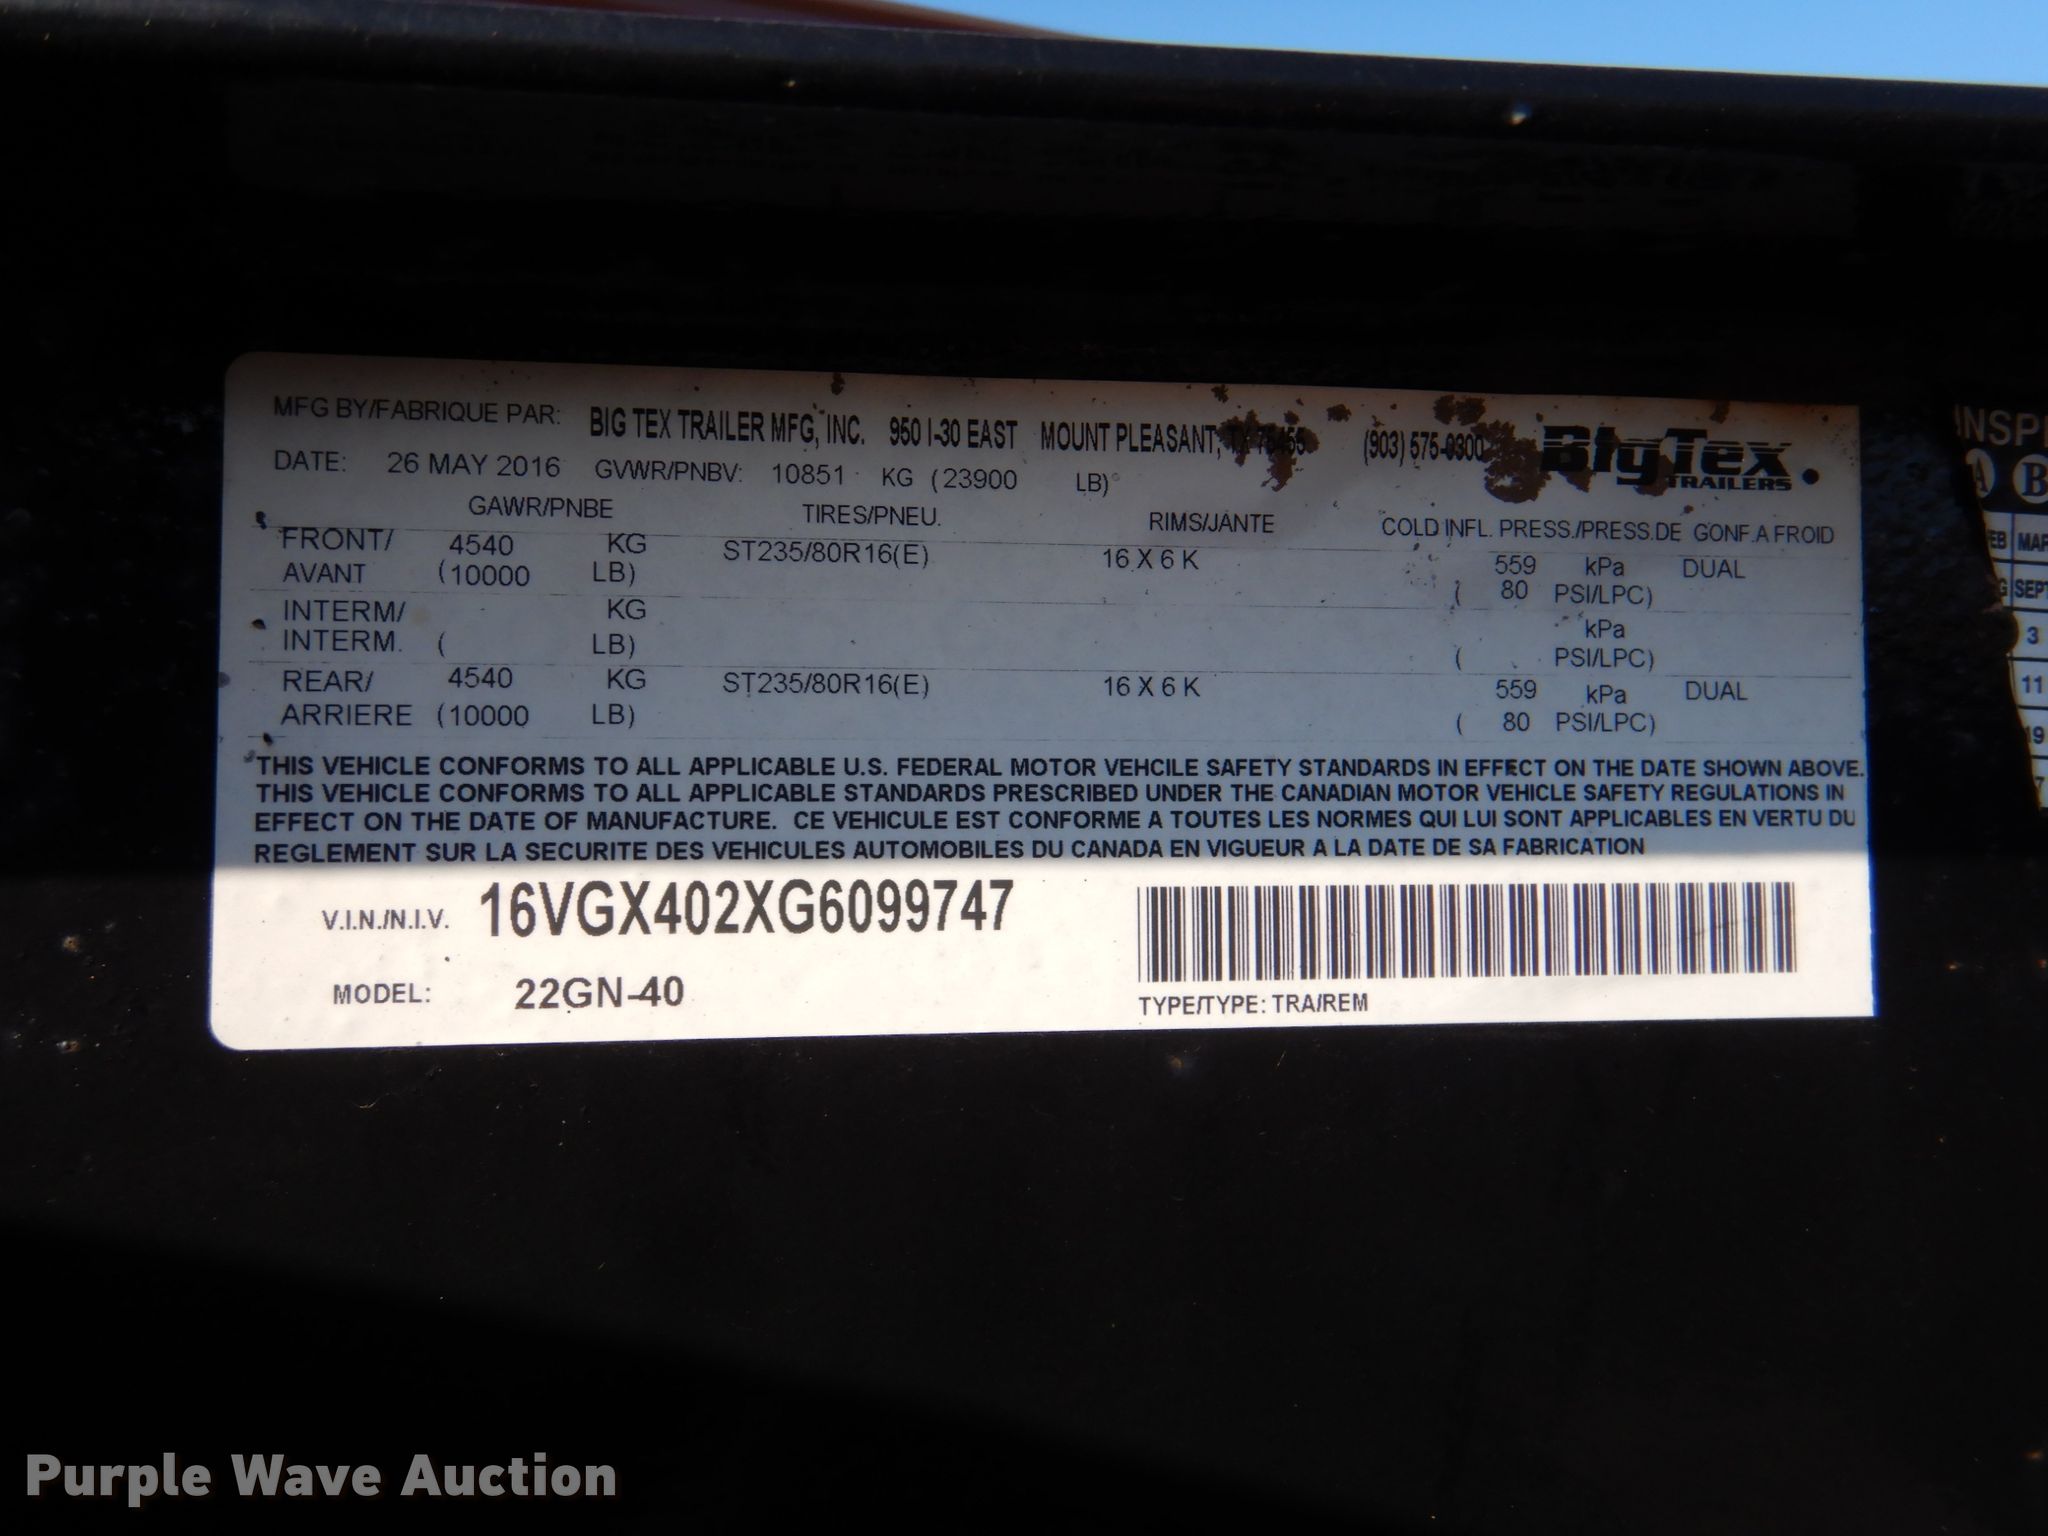 MFG BY/FABRIQUE PAR: BIG TEX TRAILER MFG, INC. 950 I-30 EAST MOUNT PLEASANT, TX 75455 (903) 575-0300 BigTex TRAILERS
DATE: 26 MAY 2016 GVWR/PNBV: 10851 KG (23900 LB)
GAWR/PNBE TIRES/PNEU. RIMS/JANTE COLD INFL. PRESS./PRESS.DE GONF.A FROID
FRONT/ 4540 KG ST235/80R16(E) 16 X 6 K 559 kPa DUAL
AVANT (10000 LB) ( 80 PSI/LPC)
INTERM/ KG kPa
INTERM. ( LB) ( PSI/LPC)
REAR/ 4540 KG ST235/80R16(E) 16 X 6 K 559 kPa DUAL
ARRIERE (10000 LB) ( 80 PSI/LPC)
THIS VEHICLE CONFORMS TO ALL APPLICABLE U.S. FEDERAL MOTOR VEHCILE SAFETY STANDARDS IN EFFECT ON THE DATE SHOWN ABOVE.
THIS VEHICLE CONFORMS TO ALL APPLICABLE STANDARDS PRESCRIBED UNDER THE CANADIAN MOTOR VEHICLE SAFETY REGULATIONS IN
EFFECT ON THE DATE OF MANUFACTURE. CE VEHICULE EST CONFORME A TOUTES LES NORMES QUI LUI SONT APPLICABLES EN VERTU DU
REGLEMENT SUR LA SECURITE DES VEHICULES AUTOMOBILES DU CANADA EN VIGUEUR A LA DATE DE SA FABRICATION
V.I.N./N.I.V. 16VGX402XG6099747
MODEL: 22GN-40
TYPE/TYPE: TRA/REM
A B
MAR
SEPT
3
11
19
Purple Wave Auction